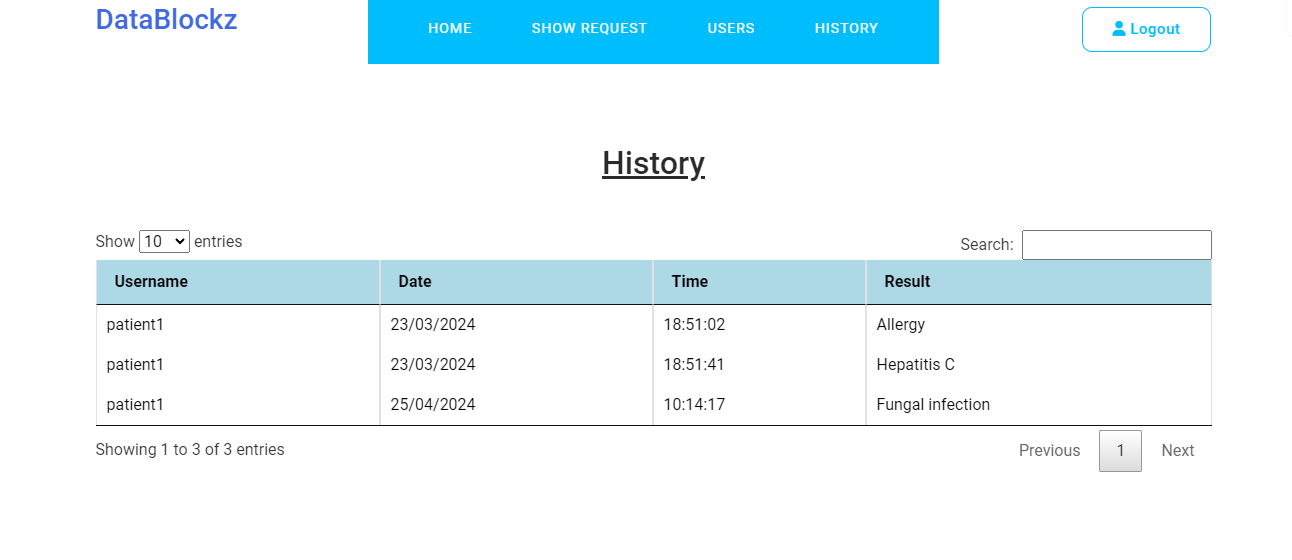 DataBlockz
HOME SHOW REQUEST USERS HISTORY
Logout
History
Show 10 entries
Search:
Username Date Time Result
patient1 23/03/2024 18:51:02 Allergy
patient1 23/03/2024 18:51:41 Hepatitis C
patient1 25/04/2024 10:14:17 Fungal infection
Showing 1 to 3 of 3 entries
Previous 1 Next